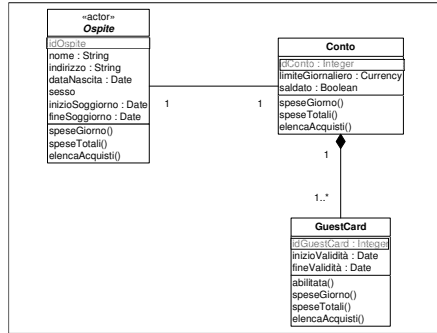 «actor»
Ospite
idOspite
nome : String
indirizzo : String
dataNascita : Date
sesso
inizioSoggiorno : Date
fineSoggiorno : Date
speseGiorno()
speseTotali()
elencaAcquisti()
1
1
Conto
idConto : Integer
limiteGiornaliero : Currency
saldato : Boolean
speseGiorno()
speseTotali()
elencaAcquisti()
1
1..*
GuestCard
idGuestCard : Integer
inizioValidità : Date
fineValidità : Date
abilitata()
speseGiorno()
speseTotali()
elencaAcquisti()